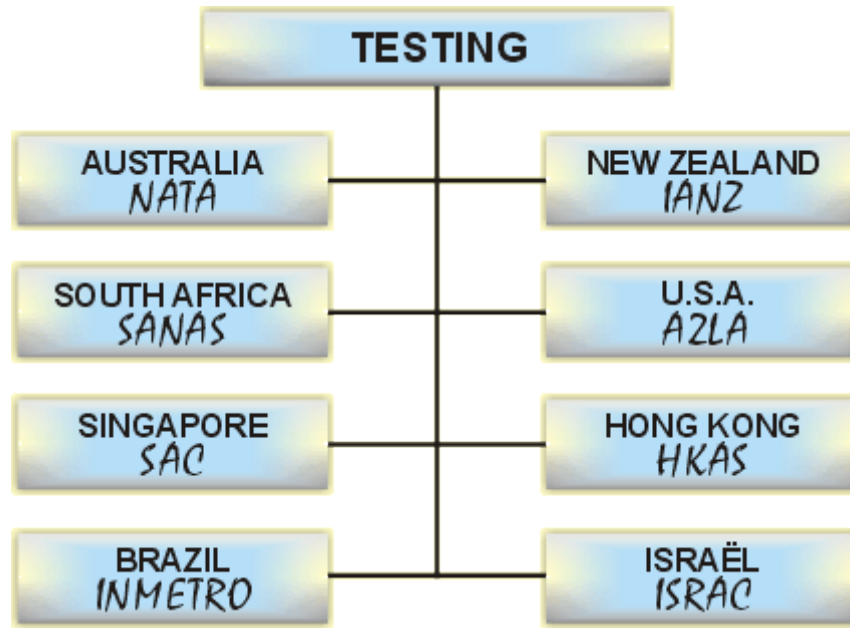 TESTING
AUSTRALIA
NATA
NEW ZEALAND
IANZ
SOUTH AFRICA
SANAS
U.S.A.
A2LA
SINGAPORE
SAC
HONG KONG
HKAS
BRAZIL
INMETRO
ISRAËL
ISRAC